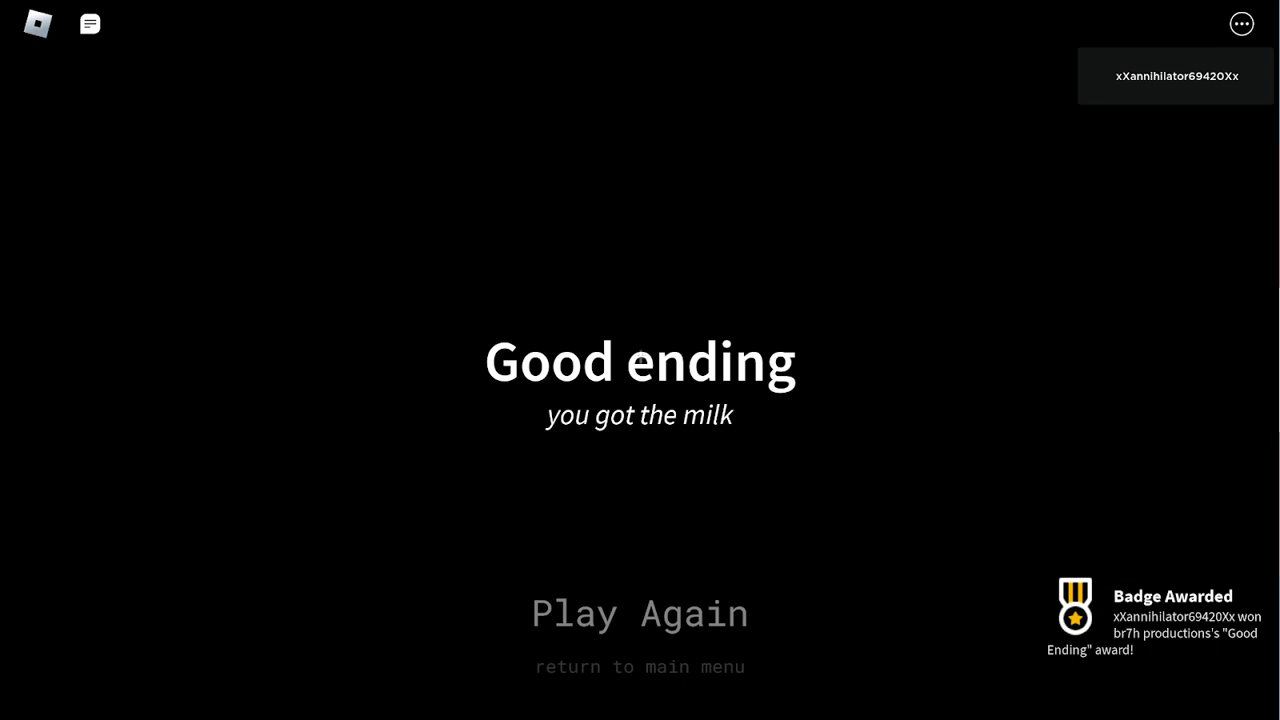 xXannihilator69420Xx
Good ending
you got the milk
Play Again
return to main menu
Badge Awarded
xXannihilator69420Xx won
br7h productions's "Good
Ending" award!